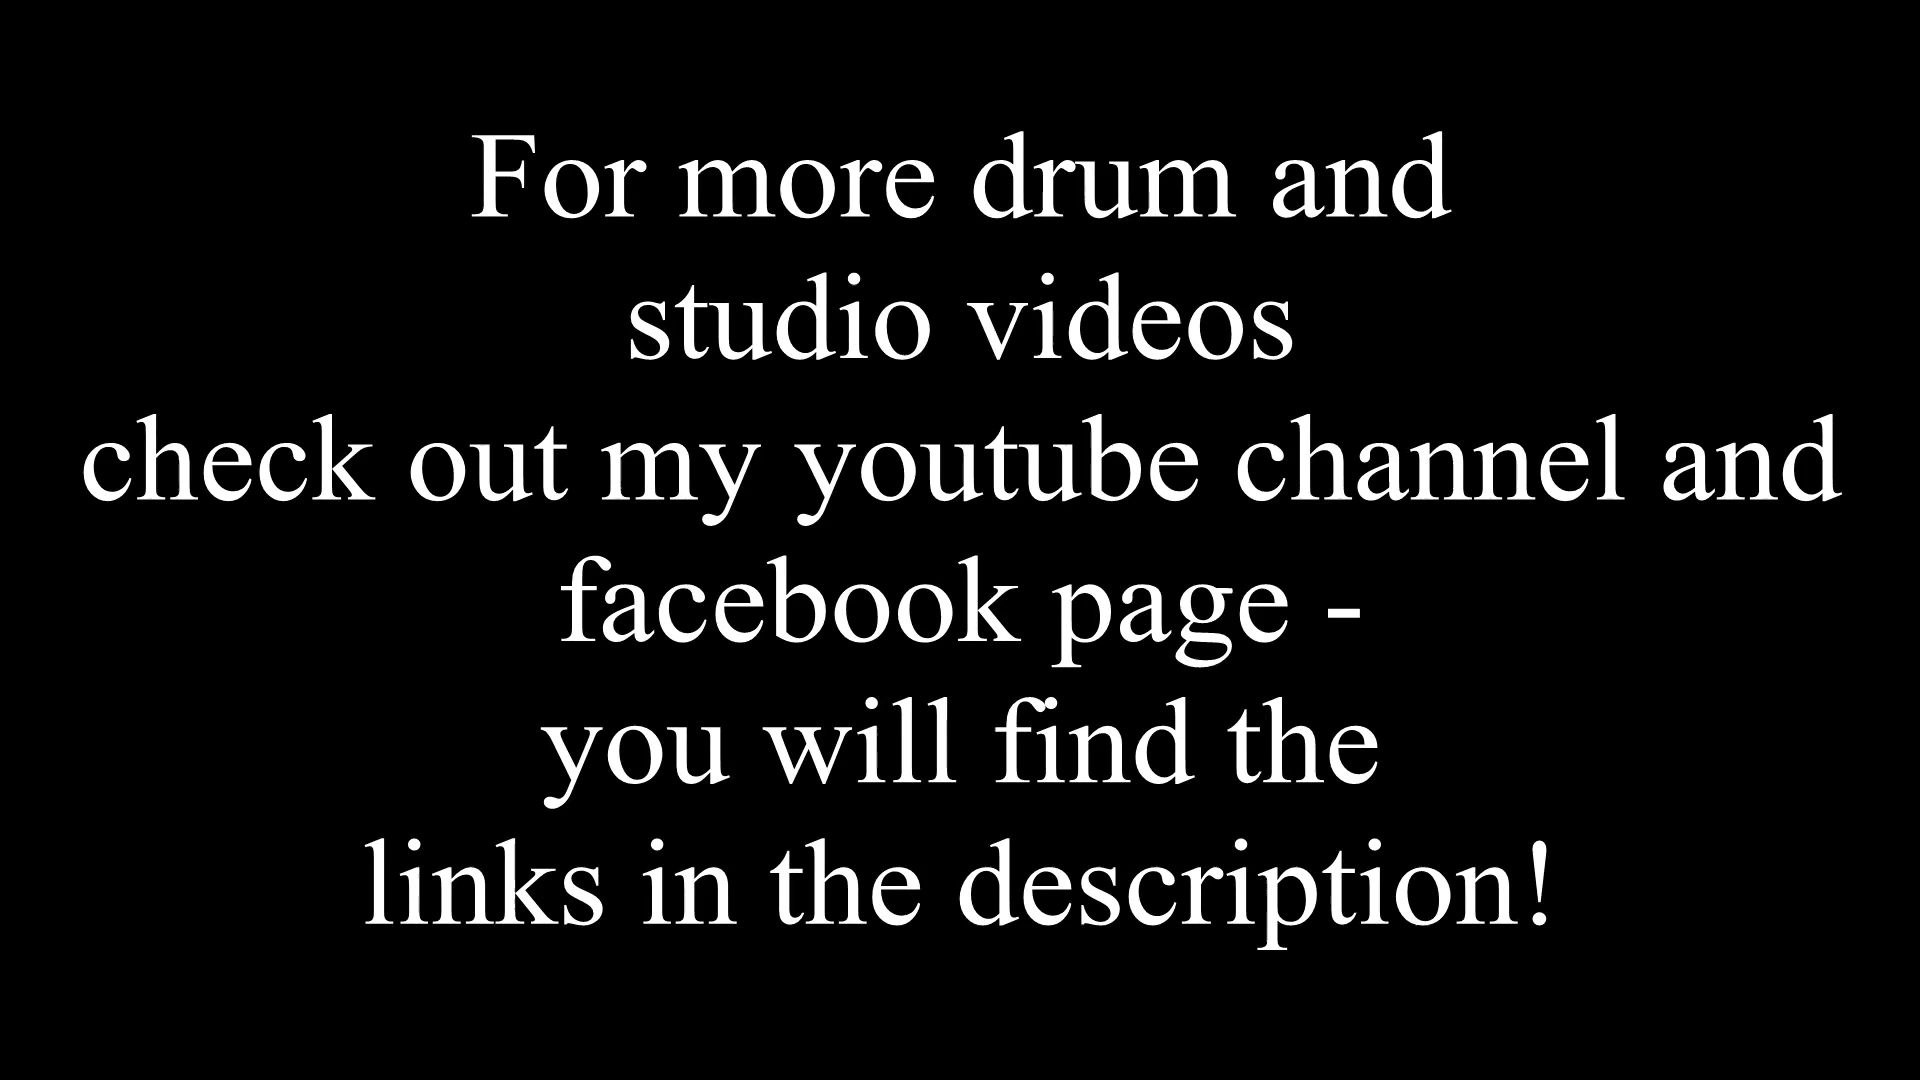 For more drum and
studio videos
check out my youtube channel and
facebook page -
you will find the
links in the description!